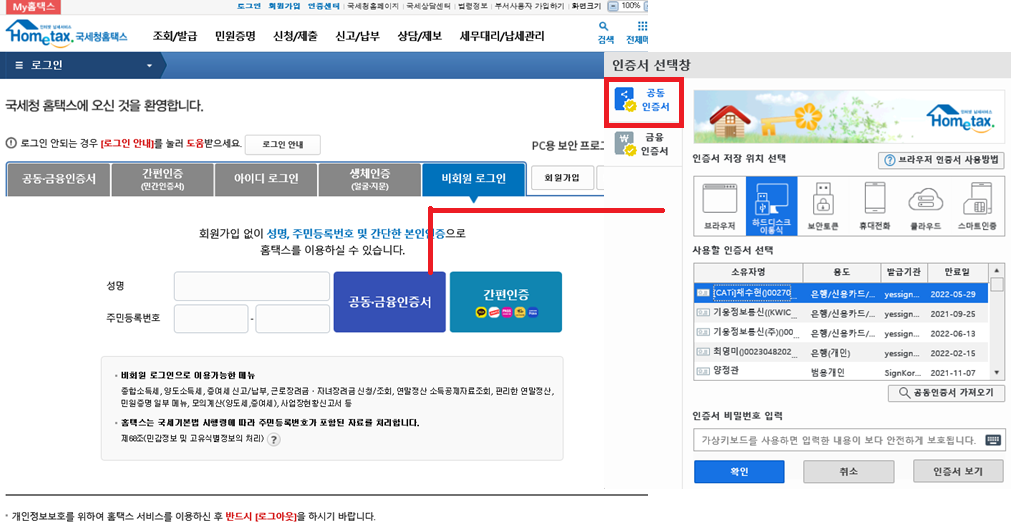 My홈택스
로그인 회원가입 인증센터 | 국세청홈페이지 | 국세상담센터 | 법령정보 | 부서사용자 가입하기 | 화면크기 100%
Hometax. 국세청홈택스
조회/발급 민원증명 신청/제출 신고/납부 상담/제보 세무대리/납세관리
검색 전체메
로그인
국세청 홈택스에 오신 것을 환영합니다.
로그인 안되는 경우 [로그인 안내]를 눌러 도움받으세요.
로그인 안내
PC용 보안 프로그
공동·금융인증서
간편인증
(민간인증서)
아이디 로그인
생체인증
(얼굴·지문)
비회원 로그인
회원가입
회원가입 없이 성명, 주민등록번호 및 간단한 본인인증으로
홈택스를 이용하실 수 있습니다.
성명
주민등록번호
-
공동·금융인증서
간편인증
· 비회원 로그인으로 이용가능한 메뉴
종합소득세, 양도소득세, 증여세 신고/납부, 근로장려금·자녀장려금 신청/조회, 연말정산 소득공제자료조회, 편리한 연말정산,
민원증명 일부 메뉴, 모의계산(양도세,증여세), 사업장현황신고서 등
· 홈택스는 국세기본법 시행령에 따라 주민등록번호가 포함된 자료를 처리합니다.
제68조(민감정보 및 고유식별정보의 처리) ?
· 개인정보보호를 위하여 홈택스 서비스를 이용하신 후 반드시 [로그아웃]을 하시기 바랍니다.
인증서 선택창
공동
인증서
금융
인증서
Hometax.
인증서 저장 위치 선택
? 브라우저 인증서 사용방법
브라우저
하드디스크
이동식
보안토큰
휴대전화
클라우드
스마트인증
사용할 인증서 선택
소유자명 용도 발급기관 만료일
[CATi]재수현()00270... 은행/신용카드/... yessign... 2022-05-29
기웅정보통신((KWIC... 은행/신용카드/... yessign... 2021-09-25
기웅정보통신(주)()00... 은행/신용카드/... yessign... 2022-06-13
최영미()0023048202... 은행(개인) yessign... 2022-02-15
양정관 범용개인 SignKor... 2021-11-07
공동인증서 가져오기
인증서 비밀번호 입력
가상키보드를 사용하면 입력한 내용이 보다 안전하게 보호됩니다.
확인
취소
인증서 보기